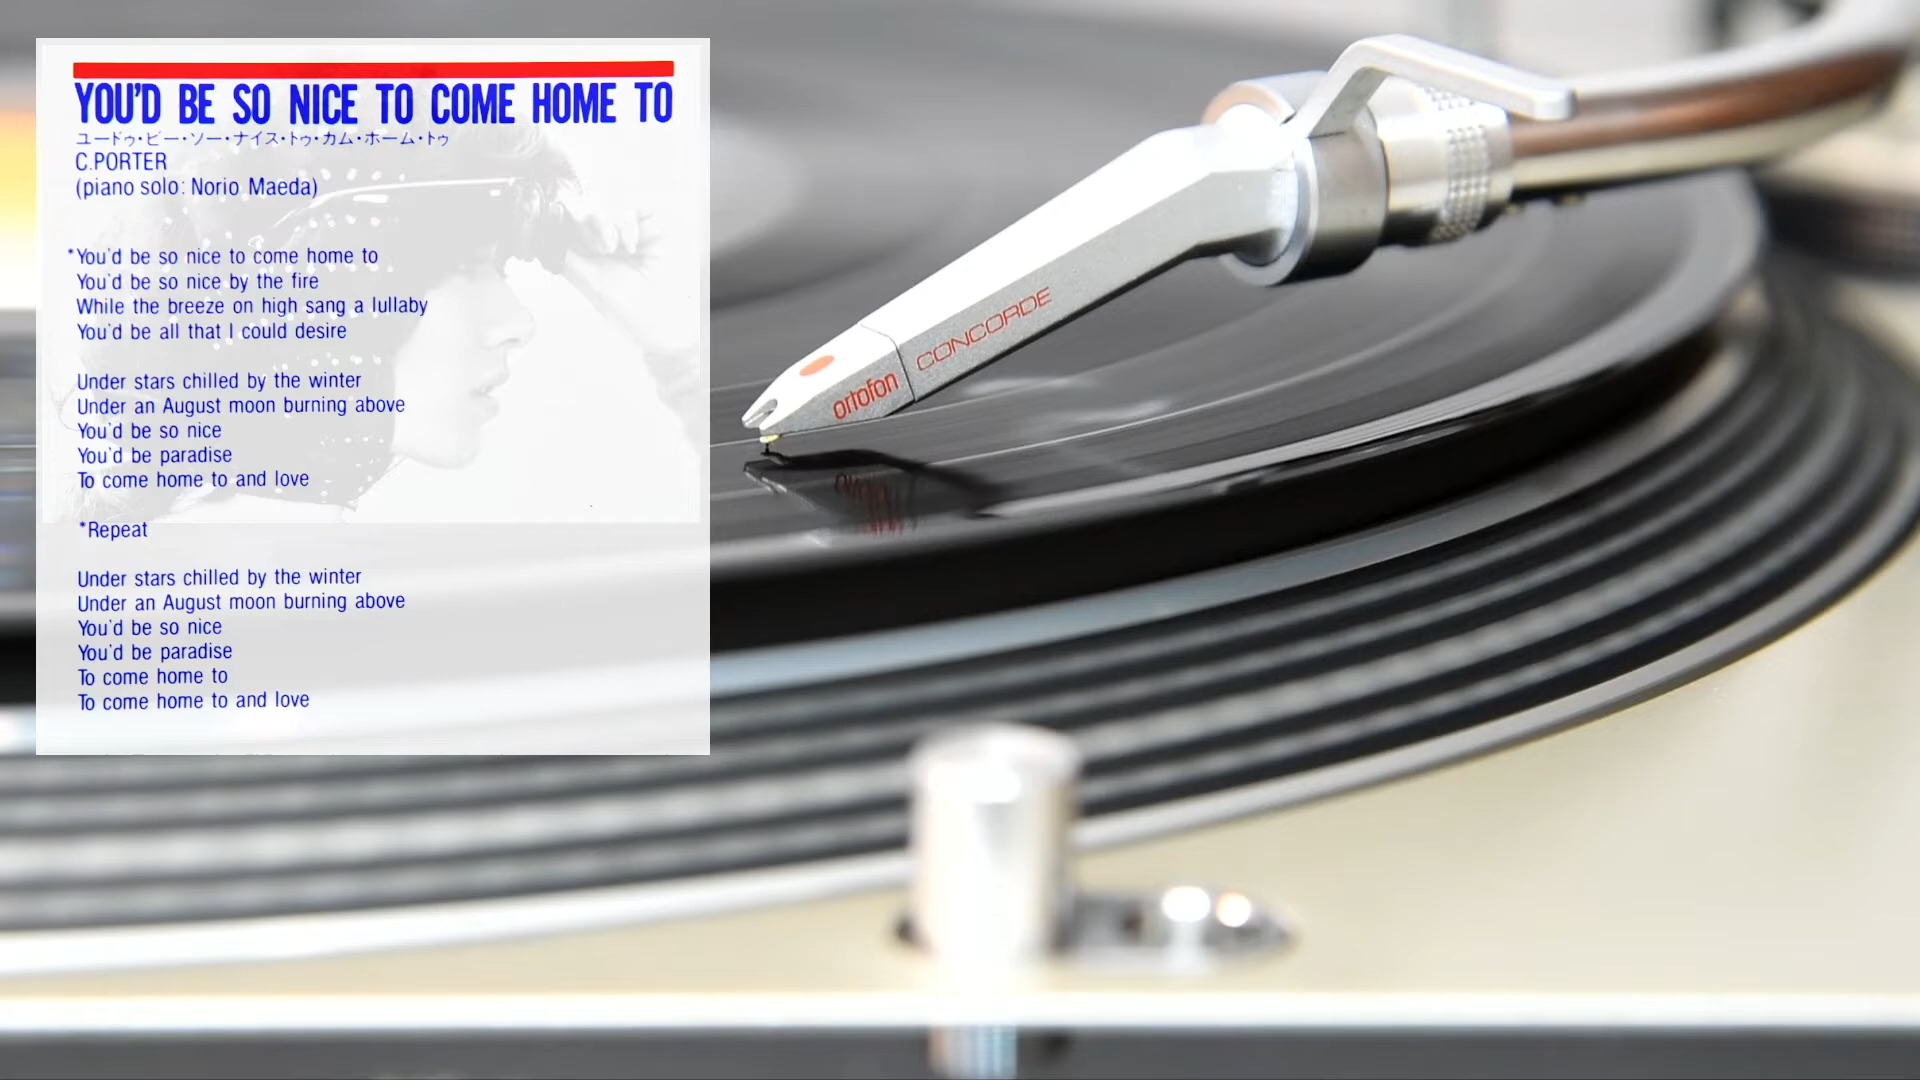 YOU'D BE SO NICE TO COME HOME TO
ユードゥ・ビー・ソー・ナイス・トゥ・カム・ホーム・トゥ
C.PORTER
(piano solo: Norio Maeda)
*You'd be so nice to come home to
You'd be so nice by the fire
While the breeze on high sang a lullaby
You'd be all that I could desire
Under stars chilled by the winter
Under an August moon burning above
You'd be so nice
You'd be paradise
To come home to and love
*Repeat
Under stars chilled by the winter
Under an August moon burning above
You'd be so nice
You'd be paradise
To come home to
To come home to and love
ortofon CONCORDE